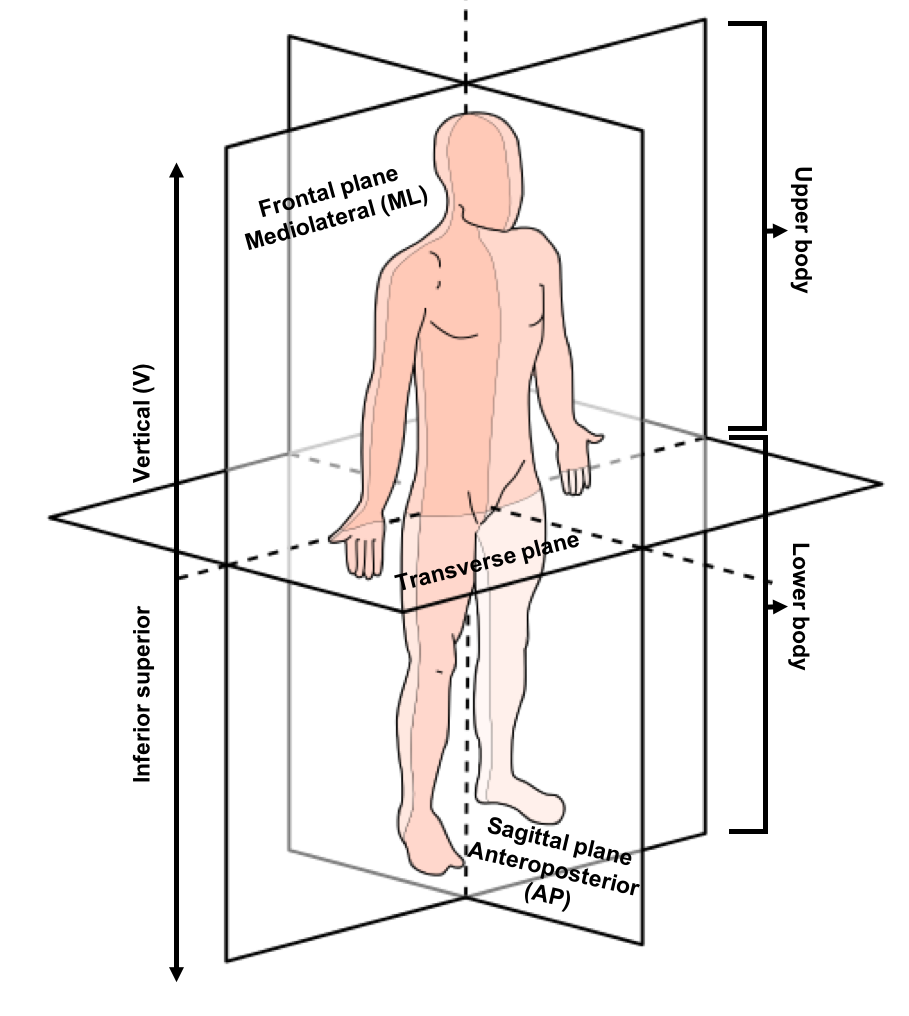 Frontal plane
Mediolateral (ML)
Upper body
Vertical (V)
Transverse plane
Lower body
Inferior superior
Sagittal plane
Anteroposterior
(AP)